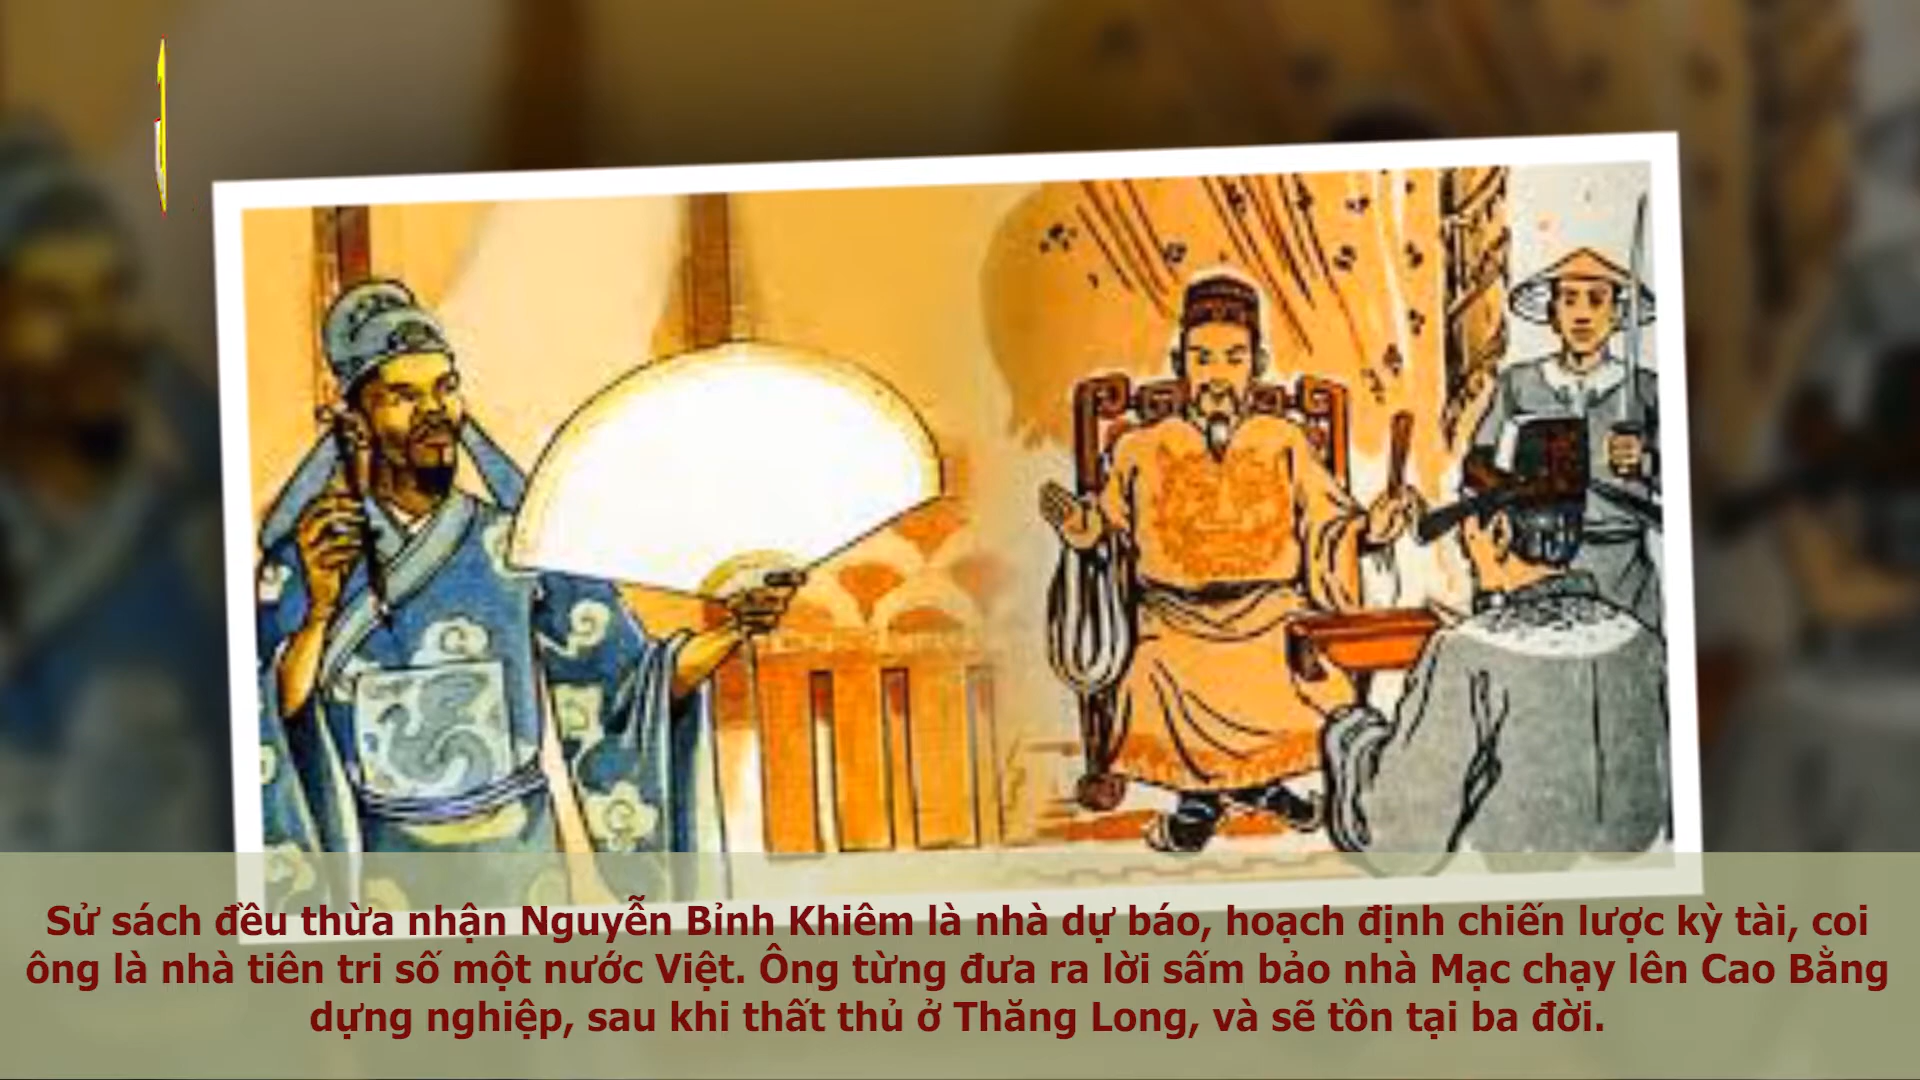 Sử sách đều thừa nhận Nguyễn Bỉnh Khiêm là nhà dự báo, hoạch định chiến lược kỳ tài, coi
ông là nhà tiên tri số một nước Việt. Ông từng đưa ra lời sấm bảo nhà Mạc chạy lên Cao Bằng
dựng nghiệp, sau khi thất thủ ở Thăng Long, và sẽ tồn tại ba đời.